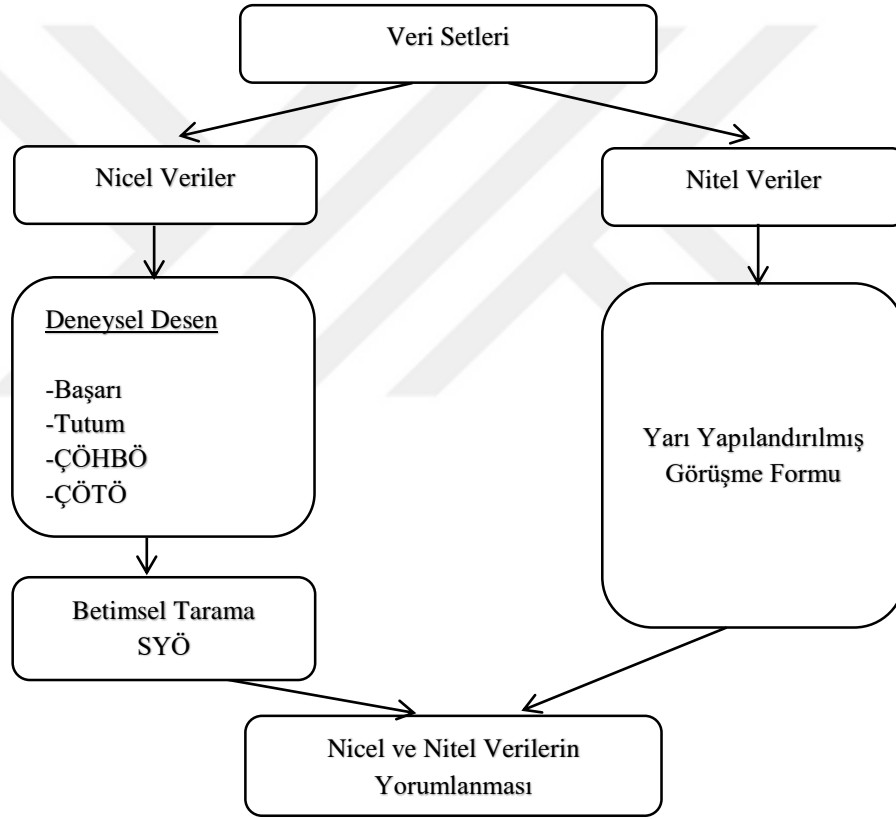 Veri Setleri
Nicel Veriler
Nitel Veriler
Deneysel Desen
-Başarı
-Tutum
-ÇÖHBÖ
-ÇÖTÖ
Yarı Yapılandırılmış
Görüşme Formu
Betimsel Tarama
SYÖ
Nicel ve Nitel Verilerin
Yorumlanması